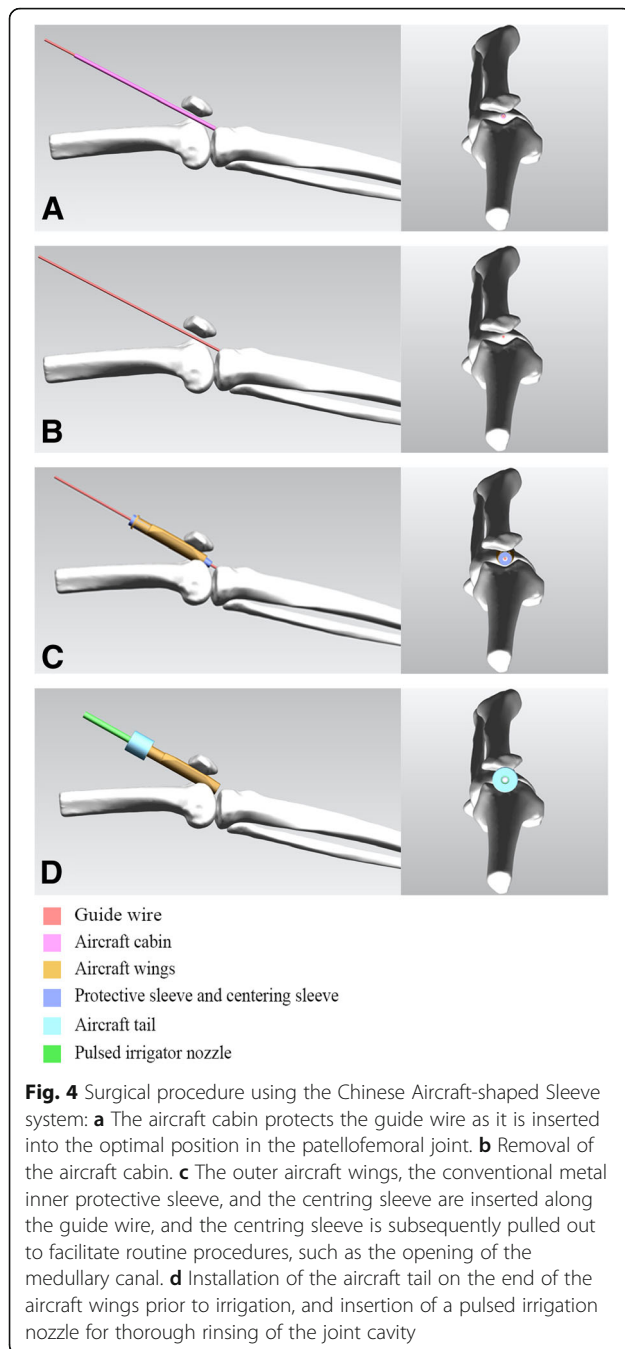 A
B
C
D
Guide wire
Aircraft cabin
Aircraft wings
Protective sleeve and centering sleeve
Aircraft tail
Pulsed irrigator nozzle
Fig. 4 Surgical procedure using the Chinese Aircraft-shaped Sleeve
system: a The aircraft cabin protects the guide wire as it is inserted
into the optimal position in the patellofemoral joint. b Removal of
the aircraft cabin. c The outer aircraft wings, the conventional metal
inner protective sleeve, and the centring sleeve are inserted along
the guide wire, and the centring sleeve is subsequently pulled out
to facilitate routine procedures, such as the opening of the
medullary canal. d Installation of the aircraft tail on the end of the
aircraft wings prior to irrigation, and insertion of a pulsed irrigation
nozzle for thorough rinsing of the joint cavity